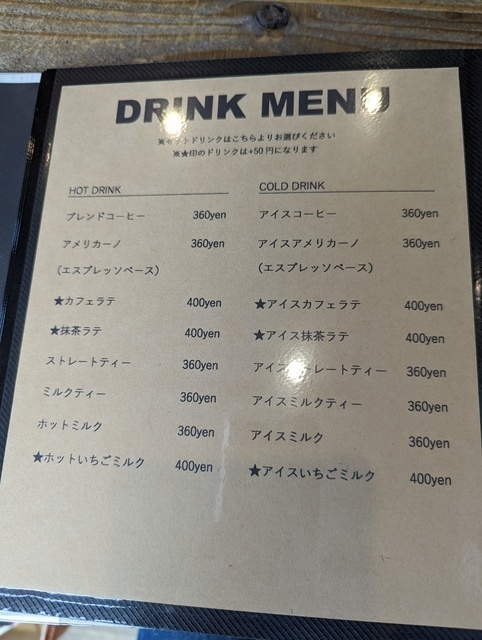 DRINK MENU
※セットドリンクはこちらよりお選びください
※★印のドリンクは+50円になります
HOT DRINK
ブレンドコーヒー 360yen
アメリカーノ 360yen
(エスプレッソベース)
★カフェラテ 400yen
★抹茶ラテ 400yen
ストレートティー 360yen
ミルクティー 360yen
ホットミルク 360yen
★ホットいちごミルク 400yen
COLD DRINK
アイスコーヒー 360yen
アイスアメリカーノ 360yen
(エスプレッソベース)
★アイスカフェラテ 400yen
★アイス抹茶ラテ 400yen
アイスストレートティー 360yen
アイスミルクティー 360yen
アイスミルク 360yen
★アイスいちごミルク 400yen